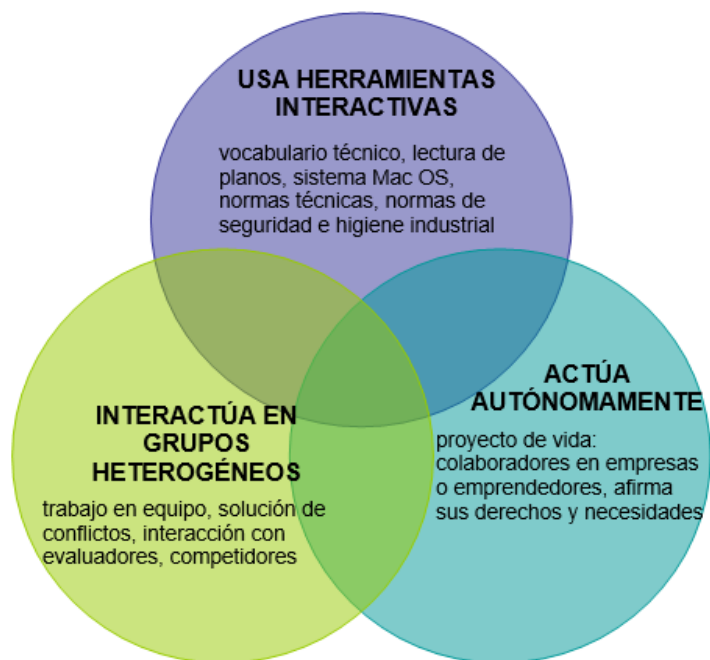 USA HERRAMIENTAS
INTERACTIVAS
vocabulario técnico, lectura de
planos, sistema Mac OS,
normas técnicas, normas de
seguridad e higiene industrial
INTERACTÚA EN
GRUPOS
HETEROGÉNEOS
trabajo en equipo, solución de
conflictos, interacción con
evaluadores, competidores
ACTÚA
AUTÓNOMAMENTE
proyecto de vida:
colaboradores en empresas
o emprendedores, afirma
sus derechos y necesidades